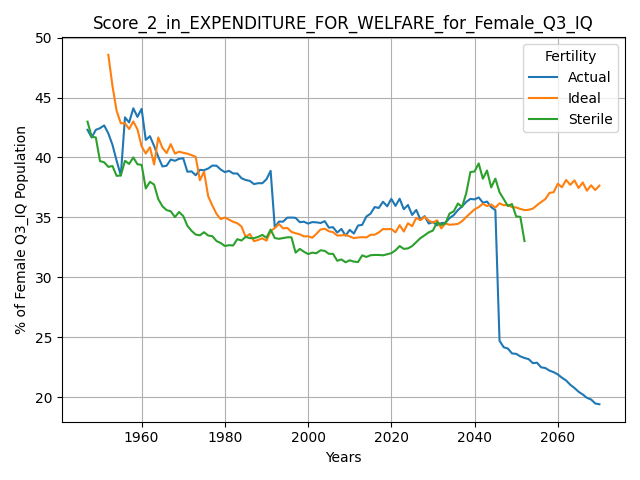 Score_2_in_EXPENDITURE_FOR_WELFARE_for_Female_Q3_IQ
Fertility
Actual
Ideal
Sterile
% of Female Q3_IQ Population
50
45
40
35
30
25
20
1960
1980
2000
2020
2040
2060
Years